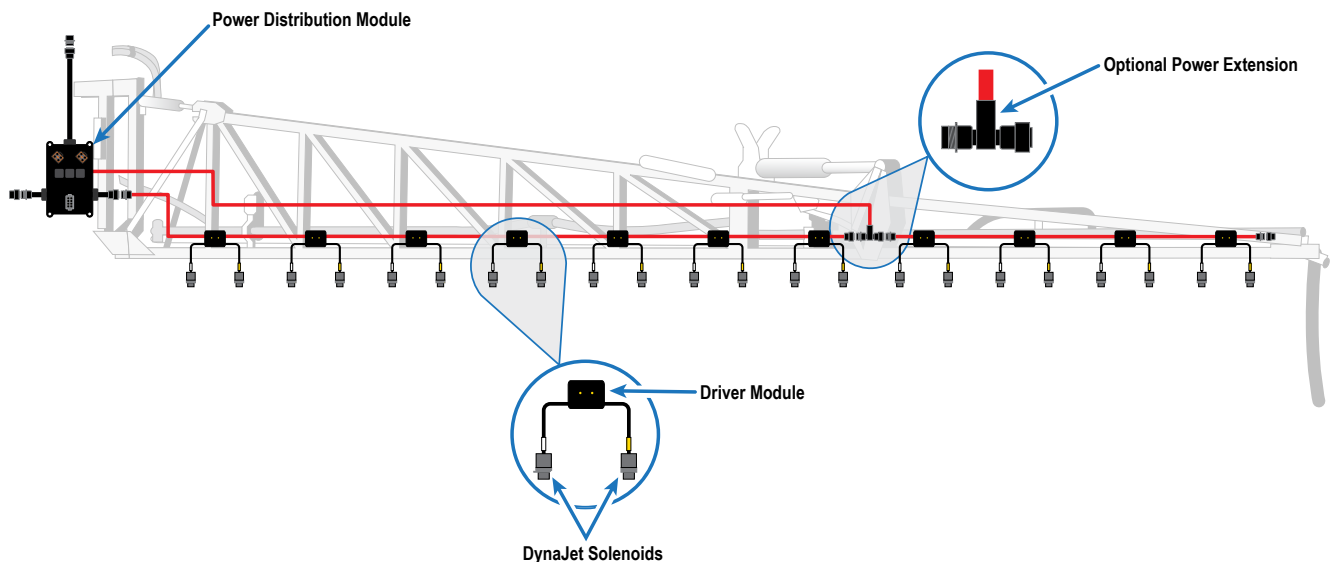 Power Distribution Module
Optional Power Extension
Driver Module
DynaJet Solenoids